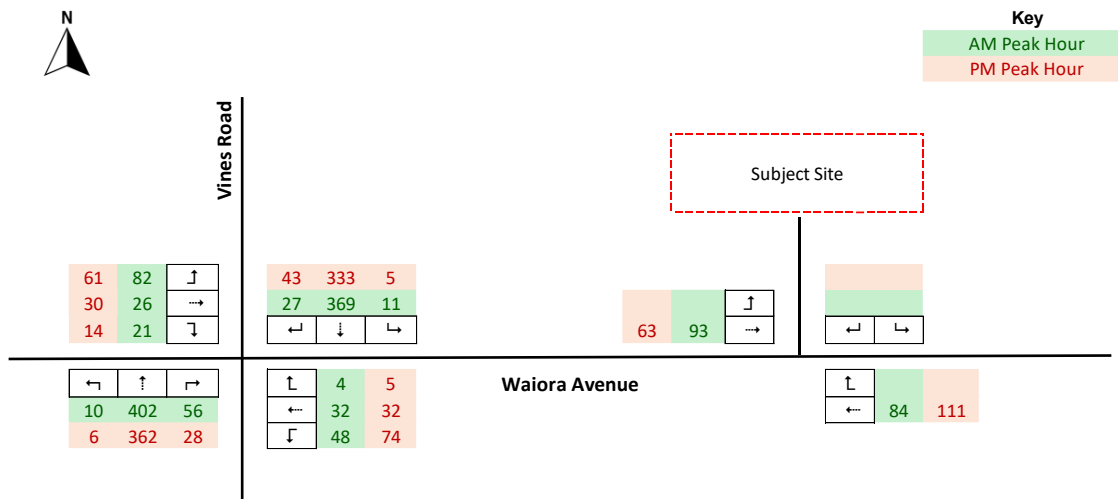 N
Key
AM Peak Hour
PM Peak Hour
Vines Road
Subject Site
61 82
30 26
14 21
43 333 5
27 369 11
63 93
Waiora Avenue
10 402 56
6 362 28
4 5
32 32
48 74
84 111